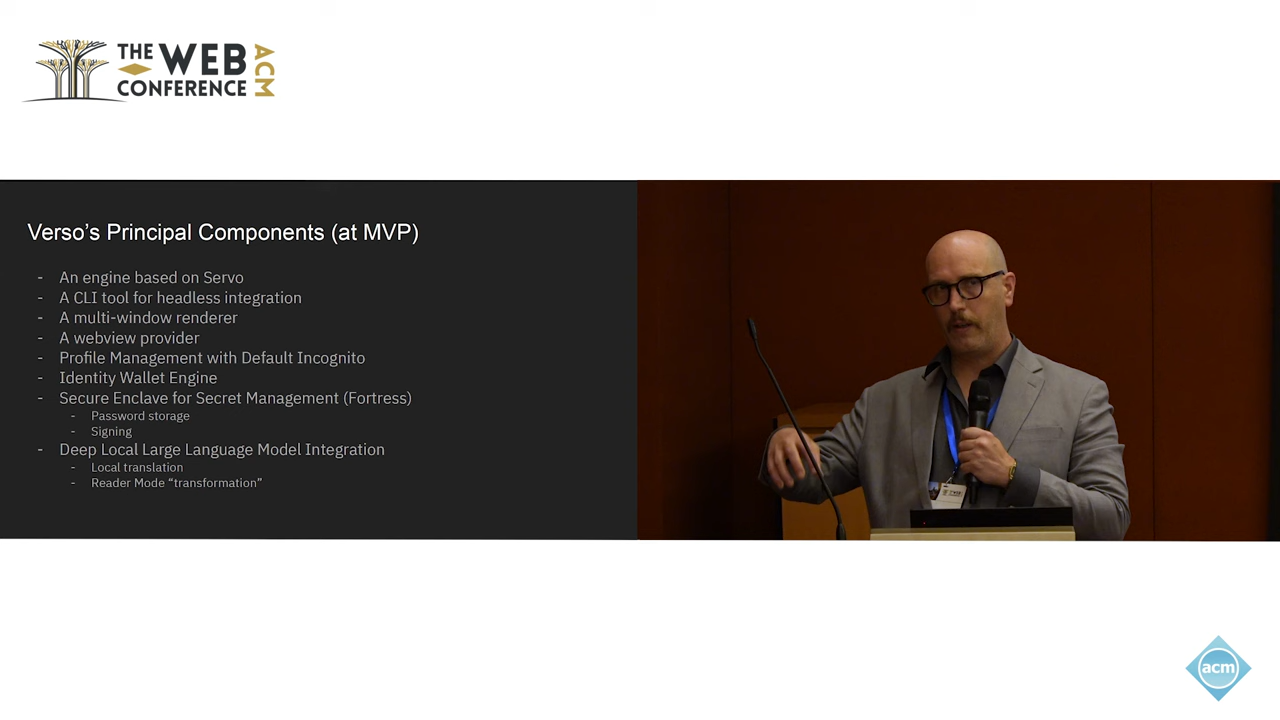 THE WEB
CONFERENCE
ACM
Verso's Principal Components (at MVP)
- An engine based on Servo
- A CLI tool for headless integration
- A multi-window renderer
- A webview provider
- Profile Management with Default Incognito
- Identity Wallet Engine
- Secure Enclave for Secret Management (Fortress)
- Password storage
- Signing
- Deep Local Large Language Model Integration
- Local translation
- Reader Mode “transformation”
acm